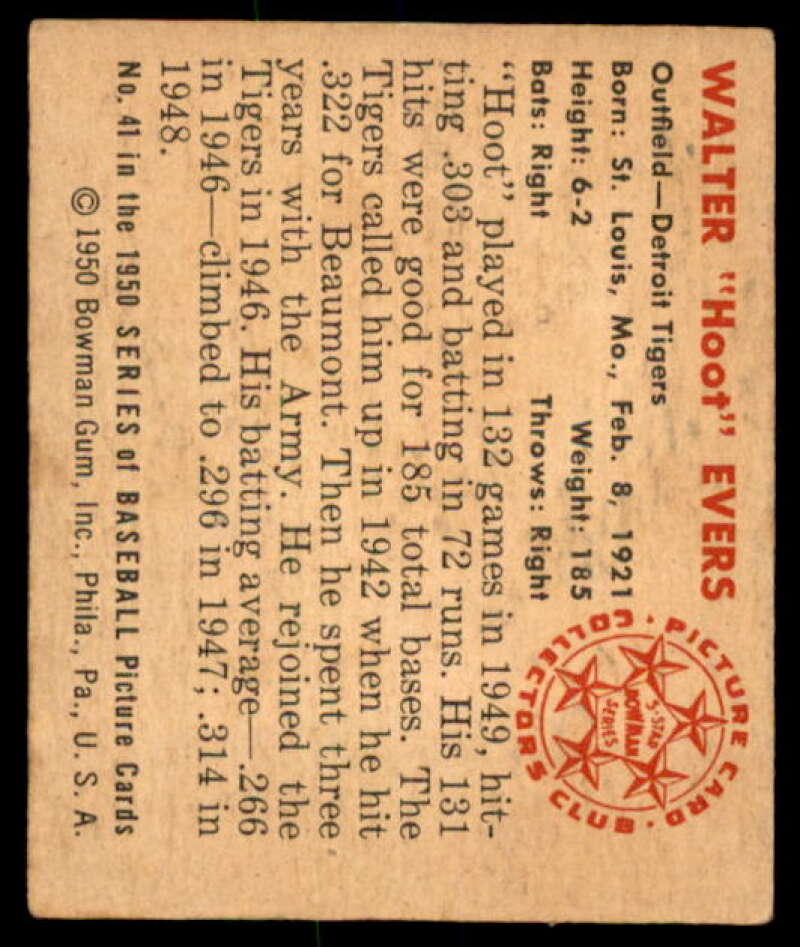 WALTER "Hoot" EVERS
Outfield—Detroit Tigers
Born: St. Louis, Mo., Feb. 8, 1921
Height: 6-2 Weight: 185
Bats: Right Throws: Right
"Hoot" played in 132 games in 1949, hit-
ting .303 and batting in 72 runs. His 131
hits were good for 185 total bases. The
Tigers called him up in 1942 when he hit
.322 for Beaumont. Then he spent three
years with the Army. He rejoined the
Tigers in 1946. His batting average—.266
in 1946—climbed to .296 in 1947; .314 in
1948.
No. 41 in the 1950 SERIES of BASEBALL Picture Cards
© 1950 Bowman Gum, Inc., Phila., Pa., U. S. A.
PICTURE CARD · COLLECTORS CLUB ·
5-STAR
BOWMAN
SERIES